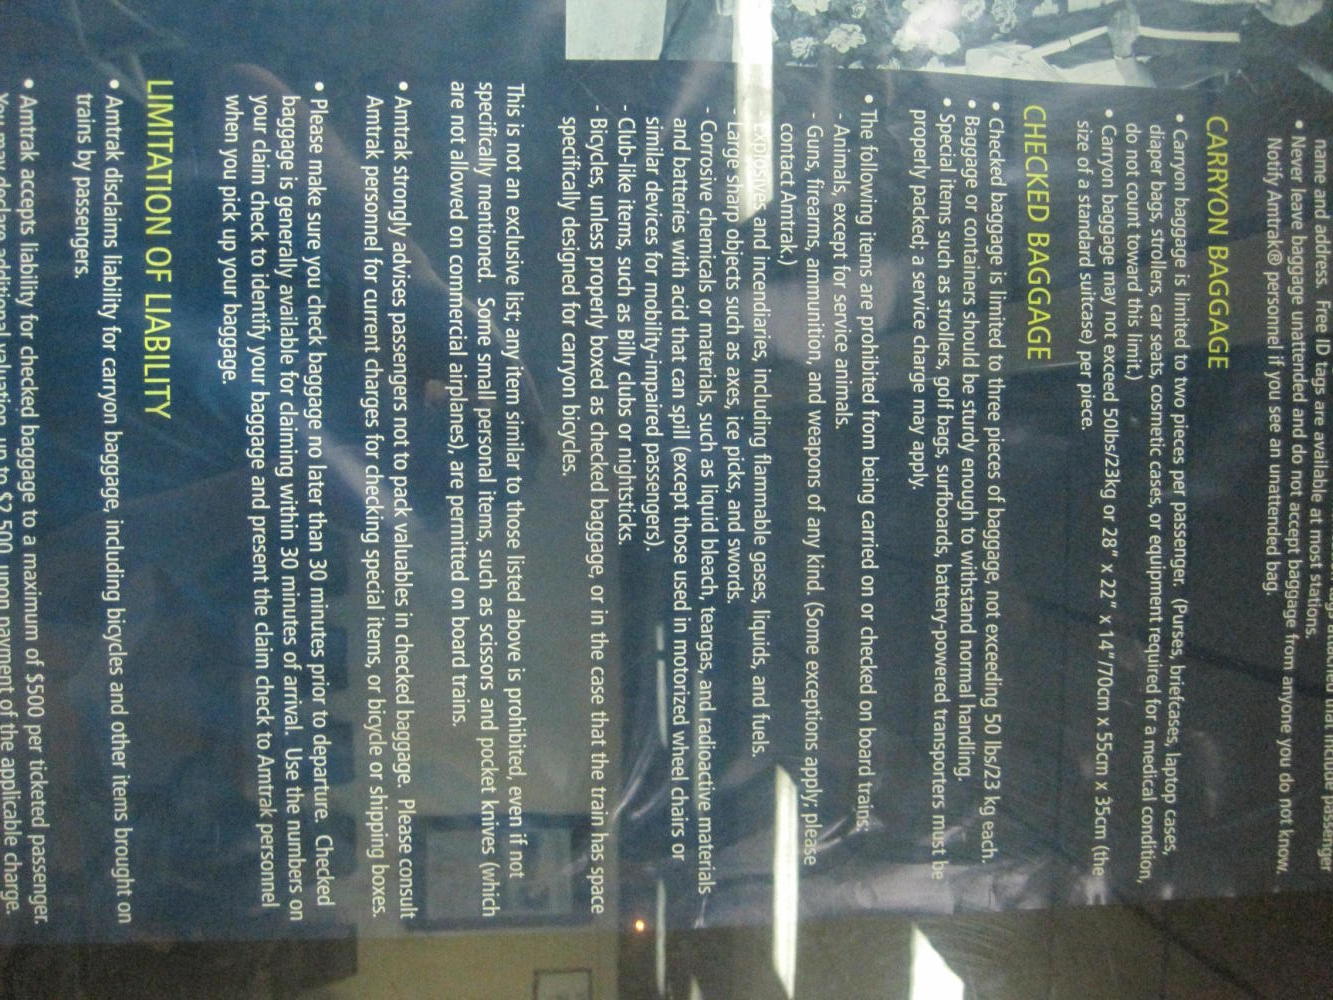 name and address. Free ID tags are available at most stations.
• Never leave baggage unattended and do not accept baggage from anyone you do not know.
Notify Amtrak® personnel if you see an unattended bag.
CARRYON BAGGAGE
• Carryon baggage is limited to two pieces per passenger. (Purses, briefcases, laptop cases,
diaper bags, strollers, car seats, cosmetic cases, or equipment required for a medical condition,
do not count toward this limit.)
• Carryon baggage may not exceed 50lbs/23kg or 28" x 22" x 14"/70cm x 55cm x 35cm (the
size of a standard suitcase) per piece.
CHECKED BAGGAGE
• Checked baggage is limited to three pieces of baggage, not exceeding 50 lbs/23 kg each.
• Baggage or containers should be sturdy enough to withstand normal handling.
• Special items such as strollers, golf bags, surfboards, battery-powered transporters must be
properly packed; a service charge may apply.
• The following items are prohibited from being carried on or checked on board trains:
- Animals, except for service animals.
- Guns, firearms, ammunition, and weapons of any kind. (Some exceptions apply; please
contact Amtrak.)
- Explosives and incendiaries, including flammable gases, liquids, and fuels.
- Large sharp objects such as axes, ice picks, and swords.
- Corrosive chemicals or materials, such as liquid bleach, teargas, and radioactive materials
and batteries with acid that can spill (except those used in motorized wheel chairs or
similar devices for mobility-impaired passengers).
- Club-like items, such as Billy clubs or nightsticks.
- Bicycles, unless properly boxed as checked baggage, or in the case that the train has space
specifically designed for carryon bicycles.
This is not an exclusive list; any item similar to those listed above is prohibited, even if not
specifically mentioned. Some small personal items, such as scissors and pocket knives (which
are not allowed on commercial airplanes), are permitted on board trains.
• Amtrak strongly advises passengers not to pack valuables in checked baggage. Please consult
Amtrak personnel for current charges for checking special items, or bicycle or shipping boxes.
• Please make sure you check baggage no later than 30 minutes prior to departure. Checked
baggage is generally available for claiming within 30 minutes of arrival. Use the numbers on
your claim check to identify your baggage and present the claim check to Amtrak personnel
when you pick up your baggage.
LIMITATION OF LIABILITY
• Amtrak disclaims liability for carryon baggage, including bicycles and other items brought on
trains by passengers.
• Amtrak accepts liability for checked baggage to a maximum of $500 per ticketed passenger.
You may declare additional valuation, up to $2,500, upon payment of the applicable charge.